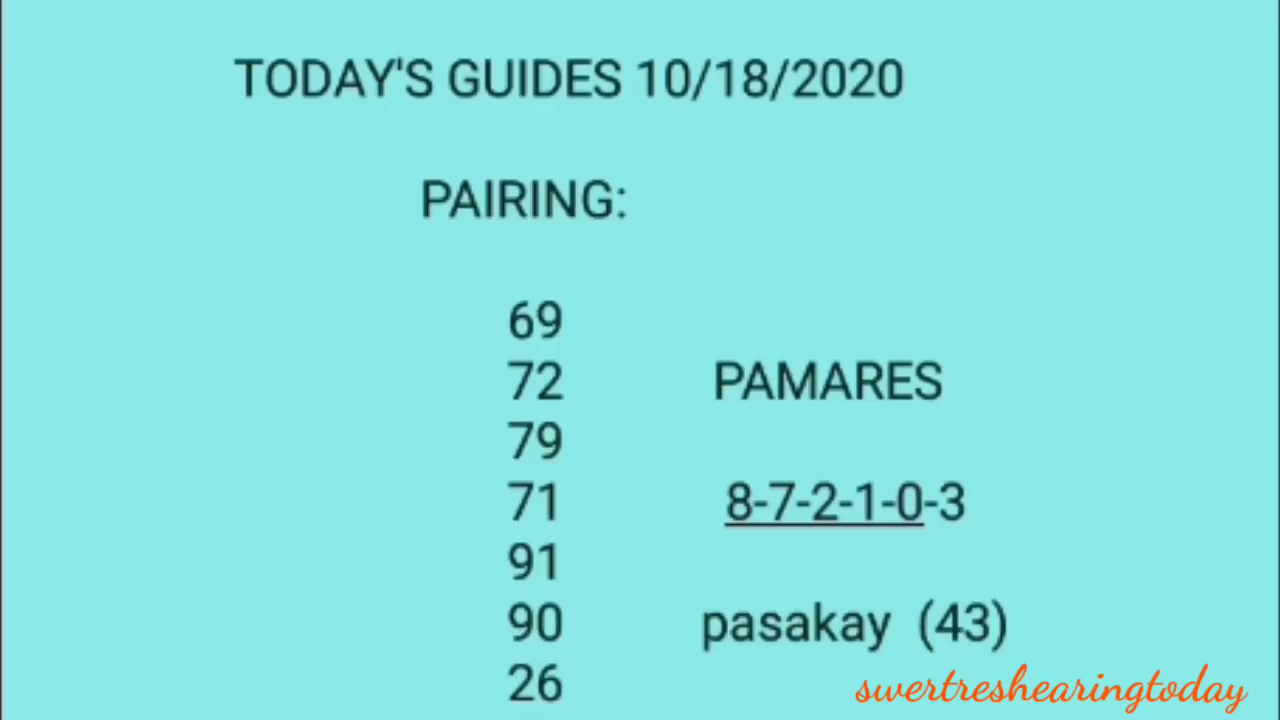 TODAY'S GUIDES 10/18/2020
PAIRING:
69
72 PAMARES
79
71 8-7-2-1-0-3
91
90 pasakay (43)
26
swertreshearingtoday